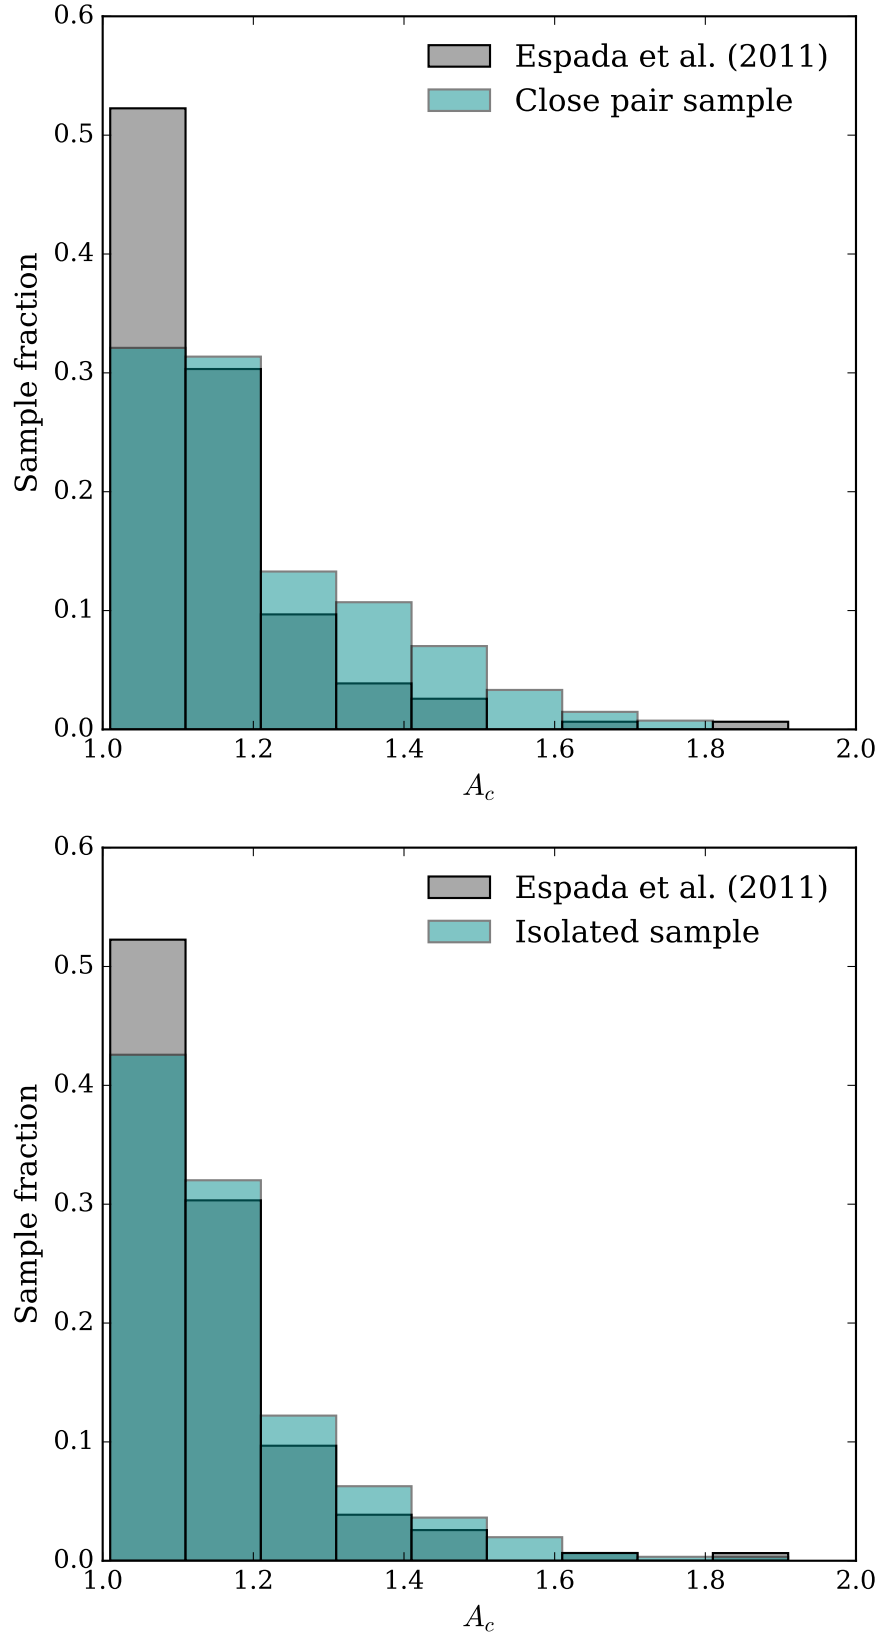 0.6
Espada et al. (2011)
Close pair sample
0.5
0.4
0.3
0.2
0.1
0.0
Sample fraction
1.0 1.2 1.4 1.6 1.8 2.0
A_c
0.6
Espada et al. (2011)
Isolated sample
0.5
0.4
0.3
0.2
0.1
0.0
Sample fraction
1.0 1.2 1.4 1.6 1.8 2.0
A_c